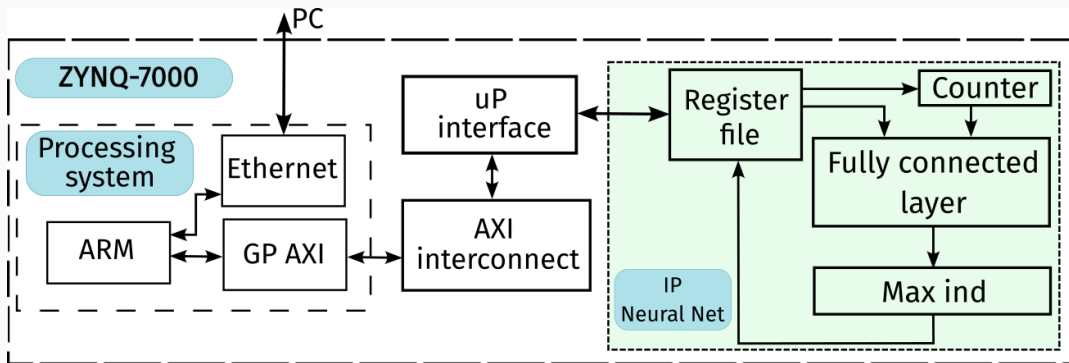 PC
ZYNQ-7000
Processing
system
Ethernet
ARM
GP AXI
uP
interface
AXI
interconnect
Register
file
Counter
Fully connected
layer
Max ind
IP
Neural Net